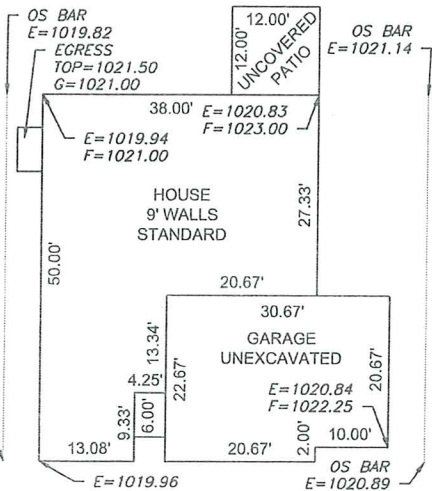 OS BAR
E=1019.82
EGRESS
TOP=1021.50
G=1021.00
12.00'
12.00'
UNCOVERED
PATIO
OS BAR
E=1021.14
38.00'
E=1020.83
F=1023.00
E=1019.94
F=1021.00
HOUSE
9' WALLS
STANDARD
27.33'
50.00'
20.67'
30.67'
GARAGE
UNEXCAVATED
13.34'
22.67'
20.67'
4.25'
E=1020.84
F=1022.25
9.33'
6.00'
13.08'
20.67'
2.00'
10.00'
E=1019.96
OS BAR
E=1020.89